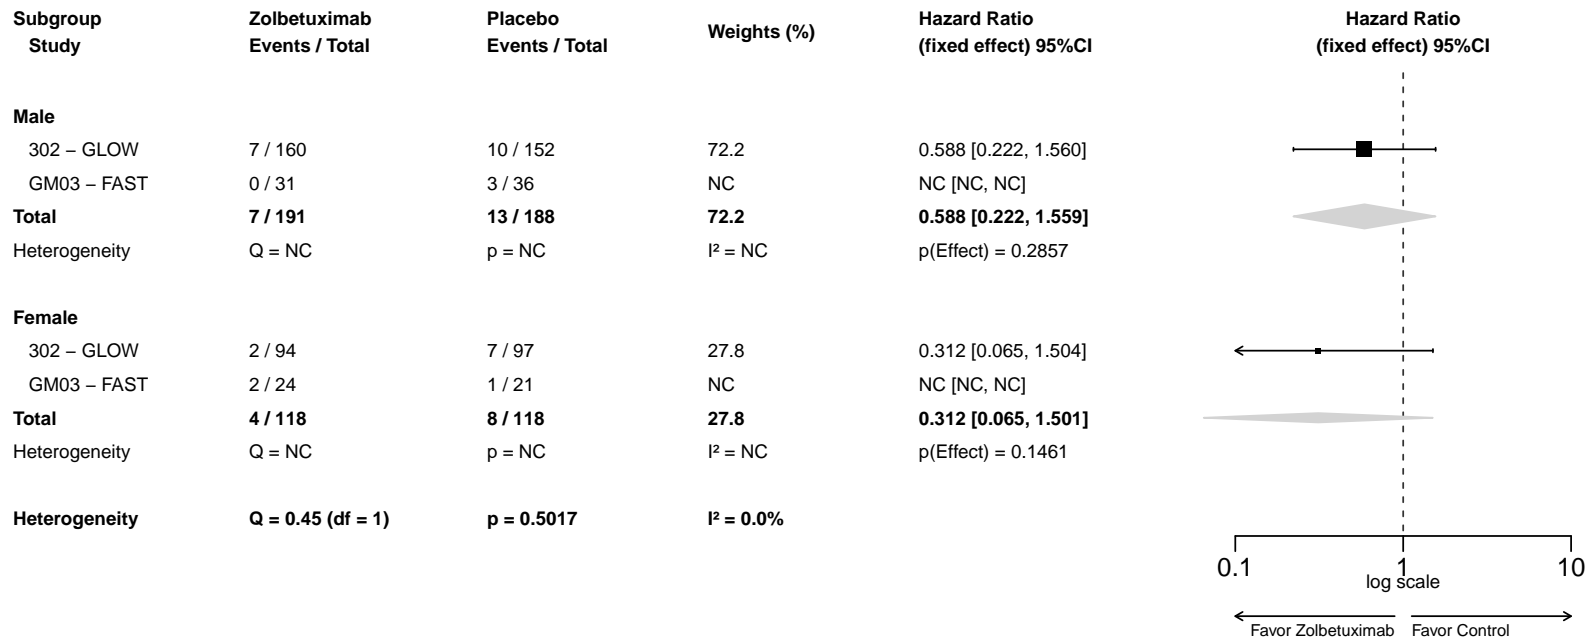 Subgroup Zolbetuximab Placebo Weights (%) Hazard Ratio Hazard Ratio
Study Events / Total Events / Total (fixed effect) 95%CI (fixed effect) 95%CI
Male
302 – GLOW 7 / 160 10 / 152 72.2 0.588 [0.222, 1.560]
GM03 – FAST 0 / 31 3 / 36 NC NC [NC, NC]
Total 7 / 191 13 / 188 72.2 0.588 [0.222, 1.559]
Heterogeneity Q = NC p = NC I² = NC p(Effect) = 0.2857
Female
302 – GLOW 2 / 94 7 / 97 27.8 0.312 [0.065, 1.504]
GM03 – FAST 2 / 24 1 / 21 NC NC [NC, NC]
Total 4 / 118 8 / 118 27.8 0.312 [0.065, 1.501]
Heterogeneity Q = NC p = NC I² = NC p(Effect) = 0.1461
Heterogeneity Q = 0.45 (df = 1) p = 0.5017 I² = 0.0%
0.1 1 10
log scale
Favor Zolbetuximab Favor Control